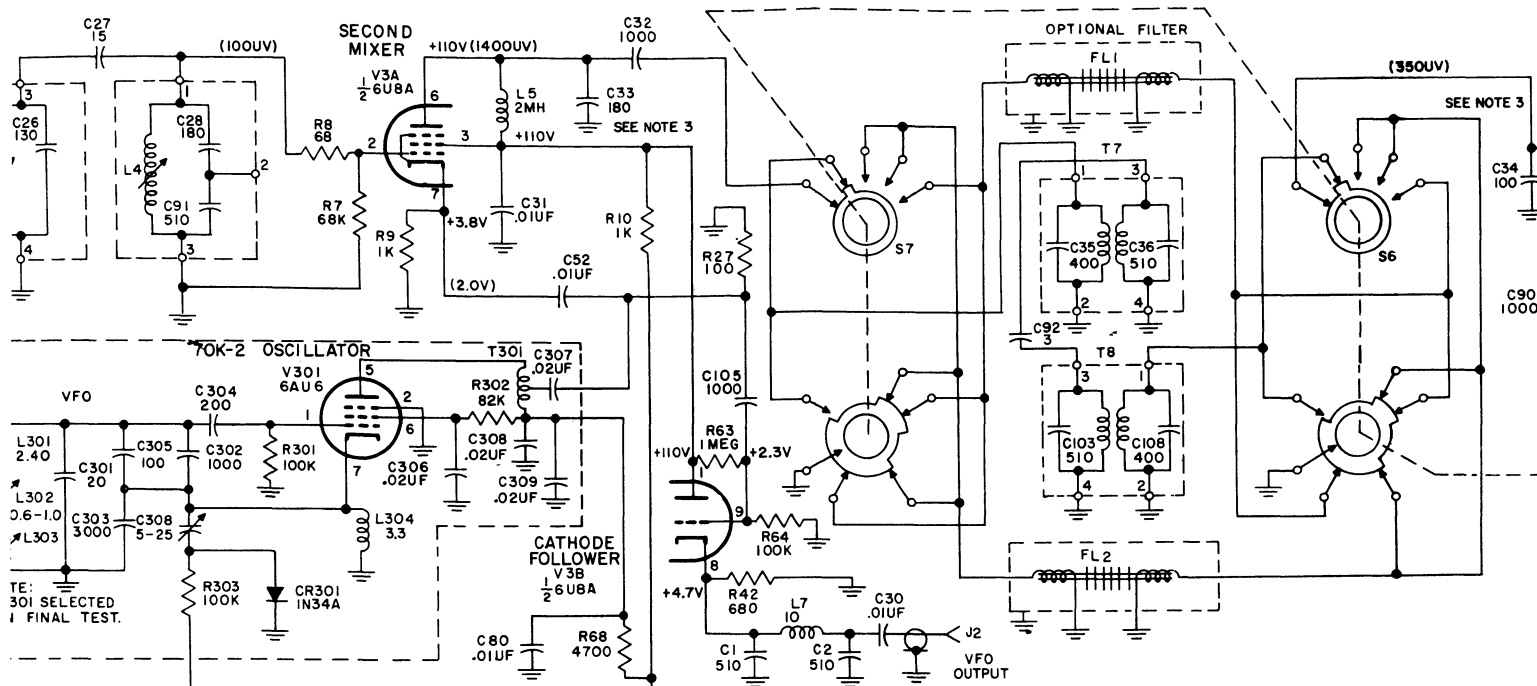 C27
15
(100UV)
SECOND
MIXER
V3A
½ 6U8A
+110V(1400UV)
C32
1000
OPTIONAL FILTER
FL1
(350UV)
SEE NOTE 3
3
C26
130
4
1
C28
180
L4
2
C91
510
3
R8
68
R7
68K
6
2
3
7
L5
2MH
+110V
C33
180
SEE NOTE 3
C31
.01UF
+3.8V
R9
1K
R10
1K
R27
100
C52
.01UF
(2.0V)
S7
T7
1
3
C35
400
C36
510
2
4
C92
3
T8
3
1
C103
510
C108
400
4
2
S6
C34
100
C90
1000
70K-2 OSCILLATOR
V301
6AU6
5
1
2
6
7
T301
C307
.02UF
R302
82K
C308
.02UF
C306
.02UF
C309
.02UF
VFO
C304
200
L301
2.40
C301
20
C305
100
C302
1000
R301
100K
L302
0.6-1.0
L303
C303
3000
C308
5-25
L304
3.3
R303
100K
CR301
1N34A
TE:
301 SELECTED
N FINAL TEST.
C105
1000
R63
1MEG
+110V
+2.3V
1
9
8
R64
100K
CATHODE
FOLLOWER
V3B
½ 6U8A
+4.7V
R42
680
C80
.01UF
R68
4700
L7
10
C30
.01UF
C1
510
C2
510
J2
VFO
OUTPUT
FL2